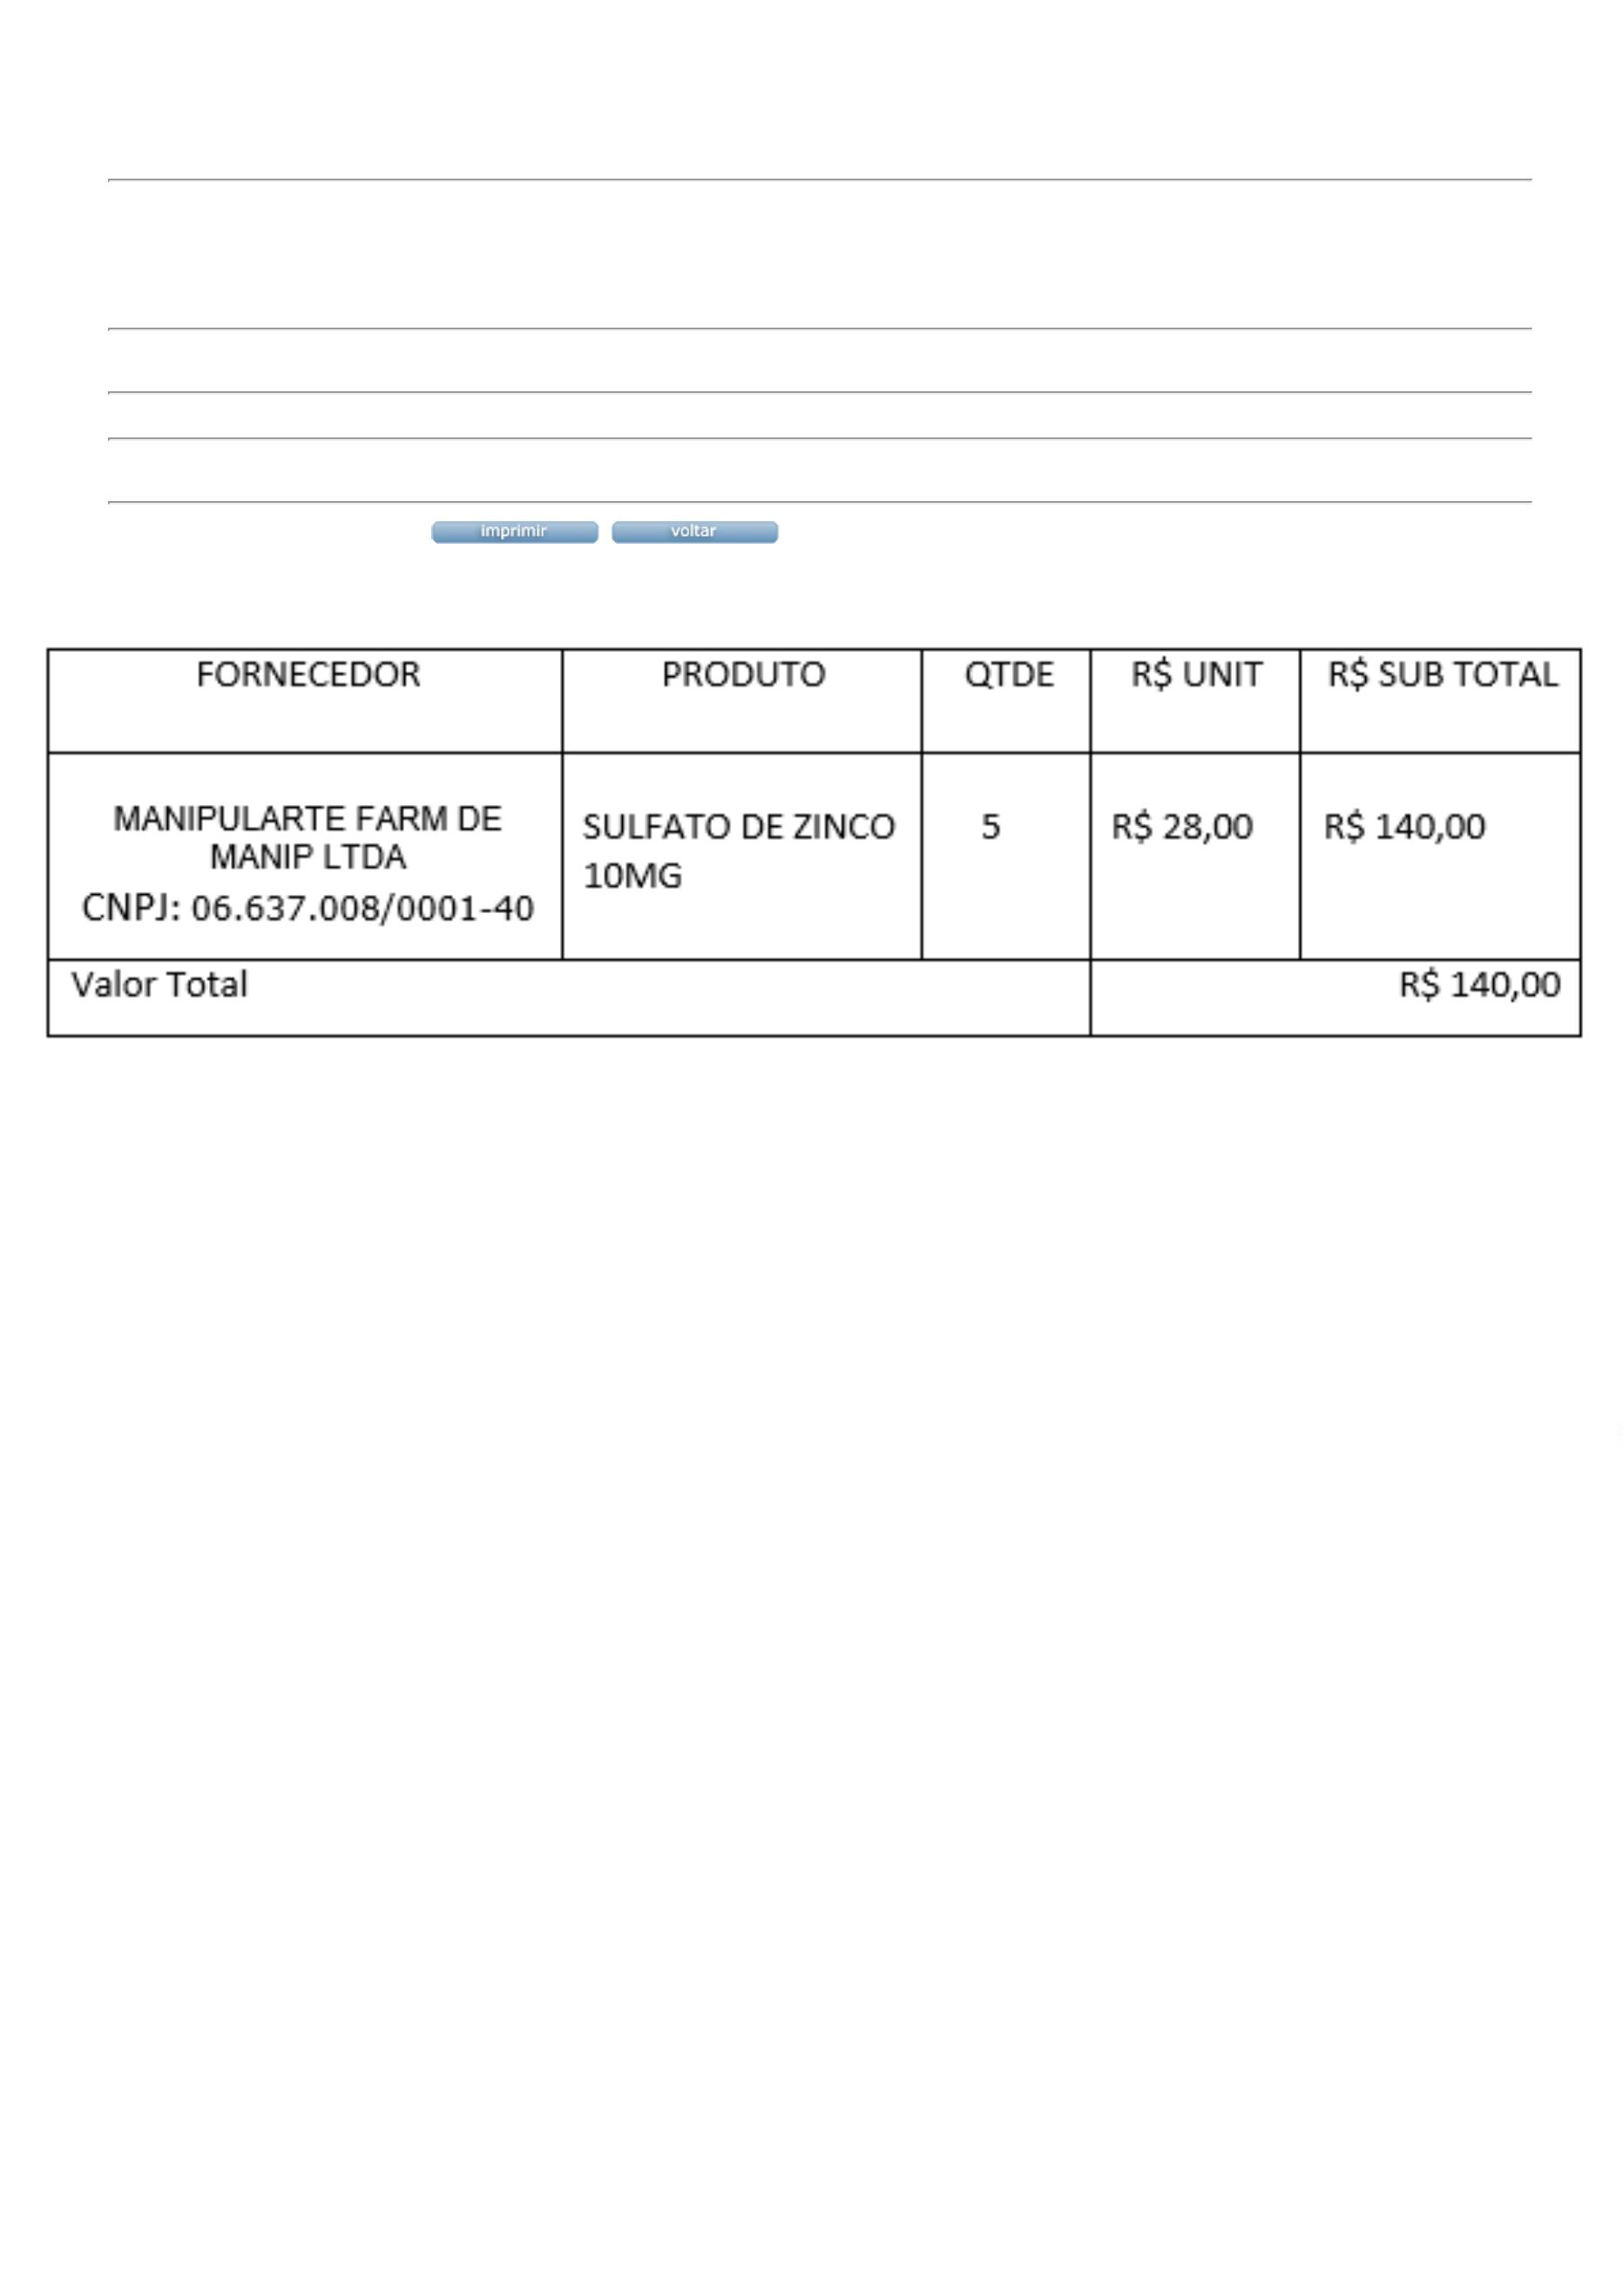 imprimir voltar
FORNECEDOR PRODUTO QTDE R$ UNIT R$ SUB TOTAL
MANIPULARTE FARM DE
MANIP LTDA
CNPJ: 06.637.008/0001-40
SULFATO DE ZINCO
10MG
5
R$ 28,00
R$ 140,00
Valor Total R$ 140,00